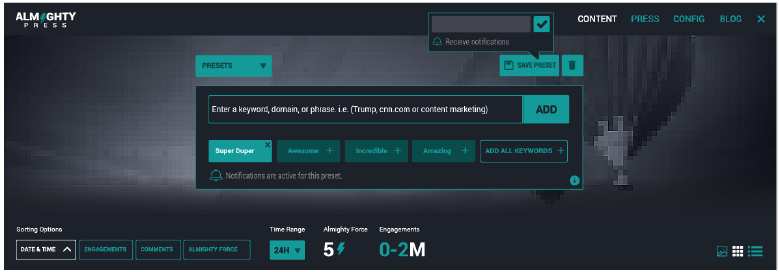 ALMIGHTY
PRESS
CONTENT PRESS CONFIG BLOG
Receive notifications
PRESETS
SAVE PRESET
Enter a keyword, domain, or phrase. i.e. (Trump, cnn.com or content marketing)
ADD
Super Duper
Awesome +
Incredible +
Amazing +
ADD ALL KEYWORDS +
Notifications are active for this preset.
Sorting Options
Time Range
Almighty Force
Engagements
DATE & TIME
ENGAGEMENTS
COMMENTS
ALMIGHTY FORCE
24H
5
0-2M